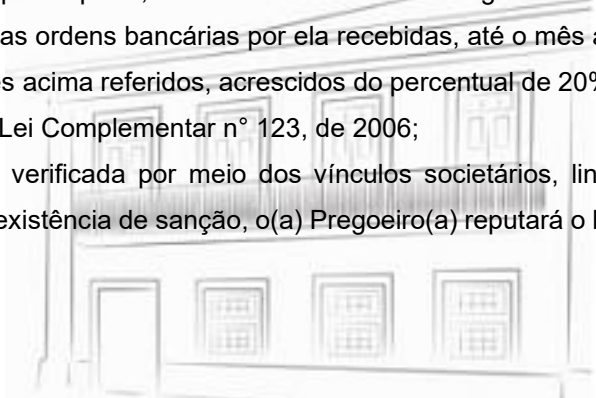 as ordens bancárias por ela recebidas, até o mês
acima referidos, acrescidos do percentual de 20%
Lei Complementar n° 123, de 2006;
verificada por meio dos vínculos societários,
existência de sanção, o(a) Pregoeiro(a) reputará o